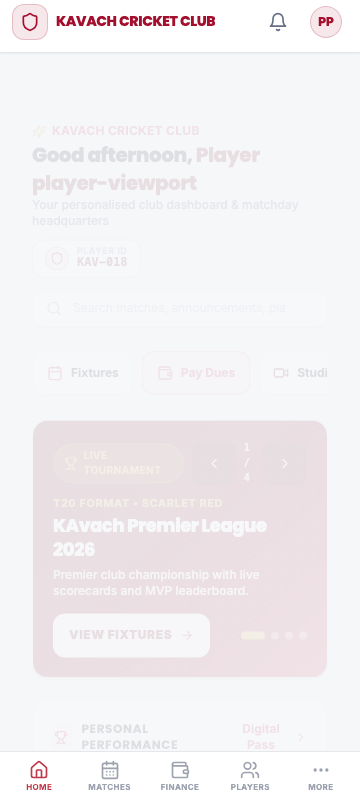 KAVACH CRICKET CLUB
PP
KAVACH CRICKET CLUB
Good afternoon, Player
player-viewport
Your personalised club dashboard & matchday
headquarters
PLAYER ID
KAV-018
Search matches, announcements, pla
Fixtures
Pay Dues
Studi
LIVE
TOURNAMENT
1
/
4
T20 FORMAT • SCARLET RED
KAvach Premier League
2026
Premier club championship with live
scorecards and MVP leaderboard.
VIEW FIXTURES →
PERSONAL
PERFORMANCE
Digital
Pass
HOME
MATCHES
FINANCE
PLAYERS
MORE